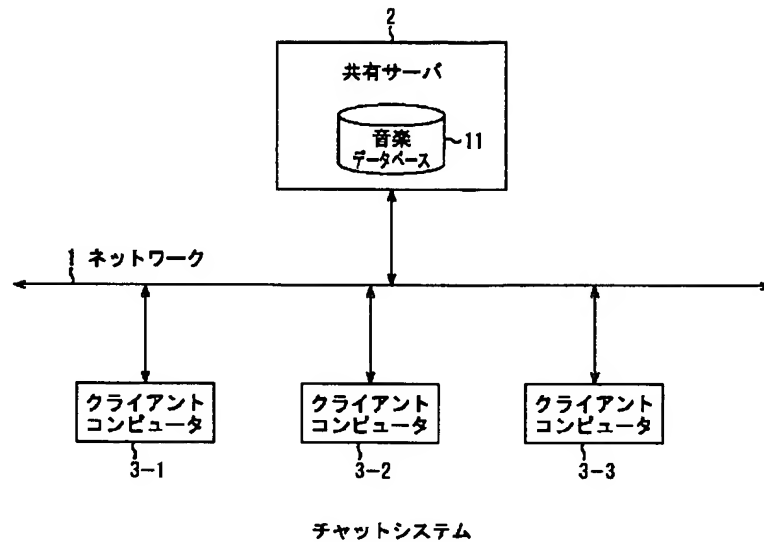 2
共有サーバ
音楽
データベース
11
1 ネットワーク
クライアント
コンピュータ
クライアント
コンピュータ
クライアント
コンピュータ
3-1
3-2
3-3
チャットシステム